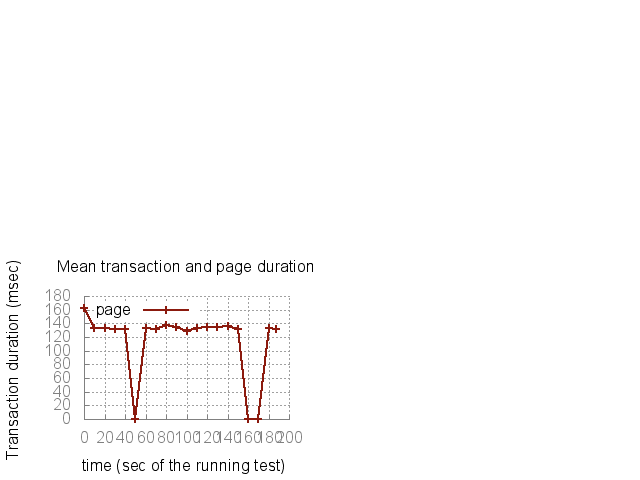 Mean transaction and page duration
Transaction duration (msec)
180
160
140
120
100
80
60
40
20
0
page
0 20 40 60 80 100 120 140 160 180 200
time (sec of the running test)